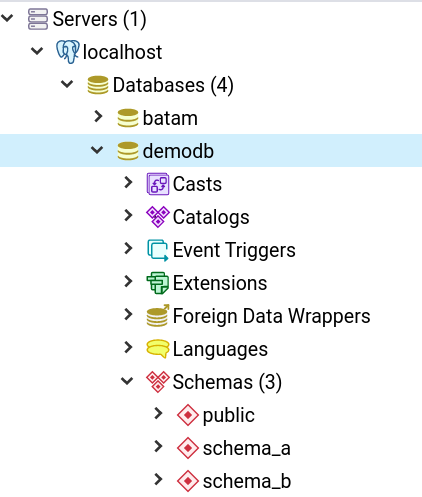 Servers (1)
localhost
Databases (4)
batam
demodb
Casts
Catalogs
Event Triggers
Extensions
Foreign Data Wrappers
Languages
Schemas (3)
public
schema_a
schema_b